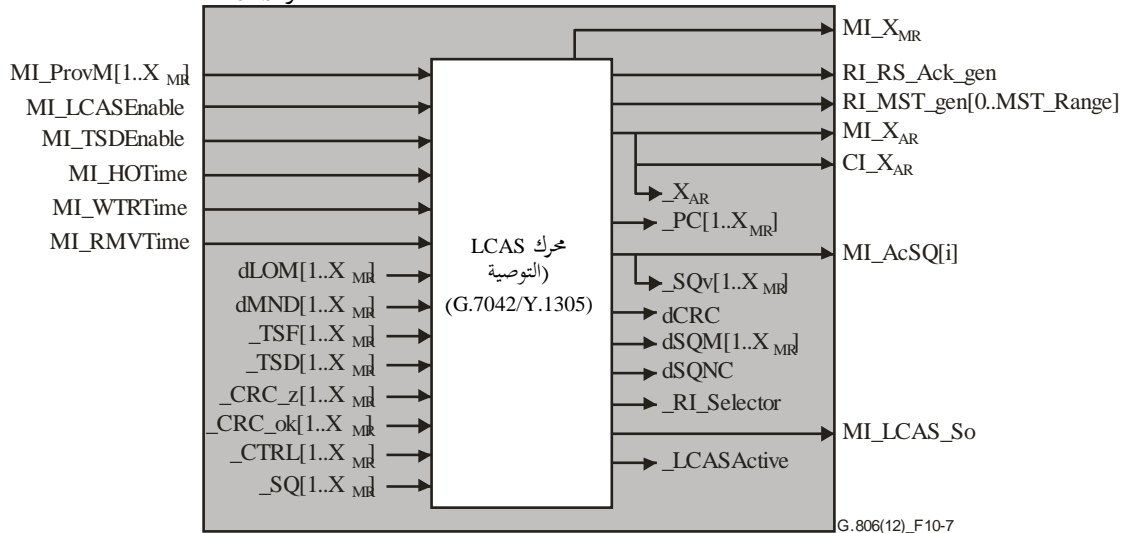 MI_ProvM[1..X MR]
MI_LCASEnable
MI_TSDEnable
MI_HOTime
MI_WTRTime
MI_RMVTime
dLOM[1..X MR]
dMND[1..X MR]
_TSF[1..X MR]
_TSD[1..X MR]
_CRC_z[1..X MR]
_CRC_ok[1..X MR]
_CTRL[1..X MR]
_SQ[1..X MR]
محرك LCAS
(التوصية
(G.7042/Y.1305)
MI_XMR
RI_RS_Ack_gen
RI_MST_gen[0..MST_Range]
MI_XAR
CI_XAR
_XAR
_PC[1..XMR]
MI_AcSQ[i]
_SQv[1..X MR]
dCRC
dSQM[1..X MR]
dSQNC
_RI_Selector
MI_LCAS_So
_LCASActive
G.806(12)_F10-7